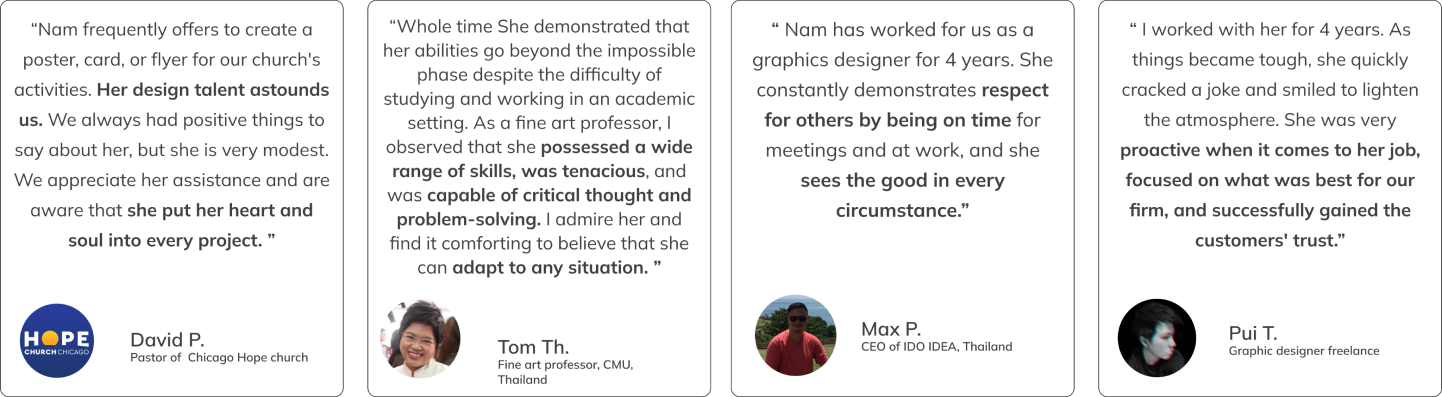 “Nam frequently offers to create a
poster, card, or flyer for our church's
activities. Her design talent astounds
us. We always had positive things to
say about her, but she is very modest.
We appreciate her assistance and are
aware that she put her heart and
soul into every project. ”
HOPE
CHURCH CHICAGO
David P.
Pastor of  Chicago Hope church
“Whole time She demonstrated that
her abilities go beyond the impossible
phase despite the difficulty of
studying and working in an academic
setting. As a fine art professor, I
observed that she possessed a wide
range of skills, was tenacious, and
was capable of critical thought and
problem-solving. I admire her and
find it comforting to believe that she
can adapt to any situation. ”
Tom Th.
Fine art professor, CMU,
Thailand
“ Nam has worked for us as a
graphics designer for 4 years. She
constantly demonstrates respect
for others by being on time for
meetings and at work, and she
sees the good in every
circumstance.”
Max P.
CEO of IDO IDEA, Thailand
“ I worked with her for 4 years. As
things became tough, she quickly
cracked a joke and smiled to lighten
the atmosphere. She was very
proactive when it comes to her job,
focused on what was best for our
firm, and successfully gained the
customers' trust.”
Pui T.
Graphic designer freelance